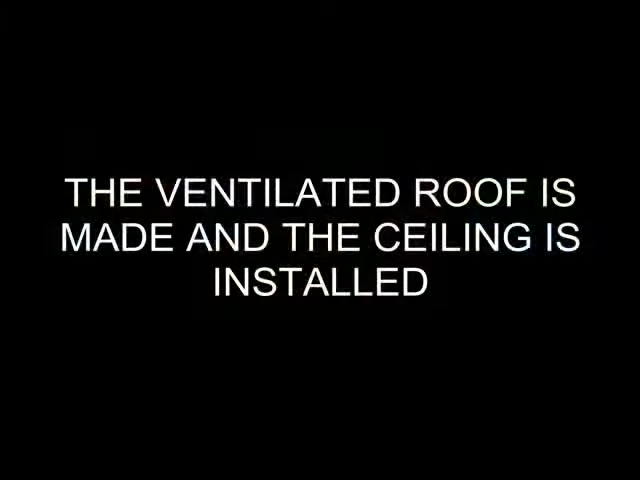 THE VENTILATED ROOF IS
MADE AND THE CEILING IS
INSTALLED